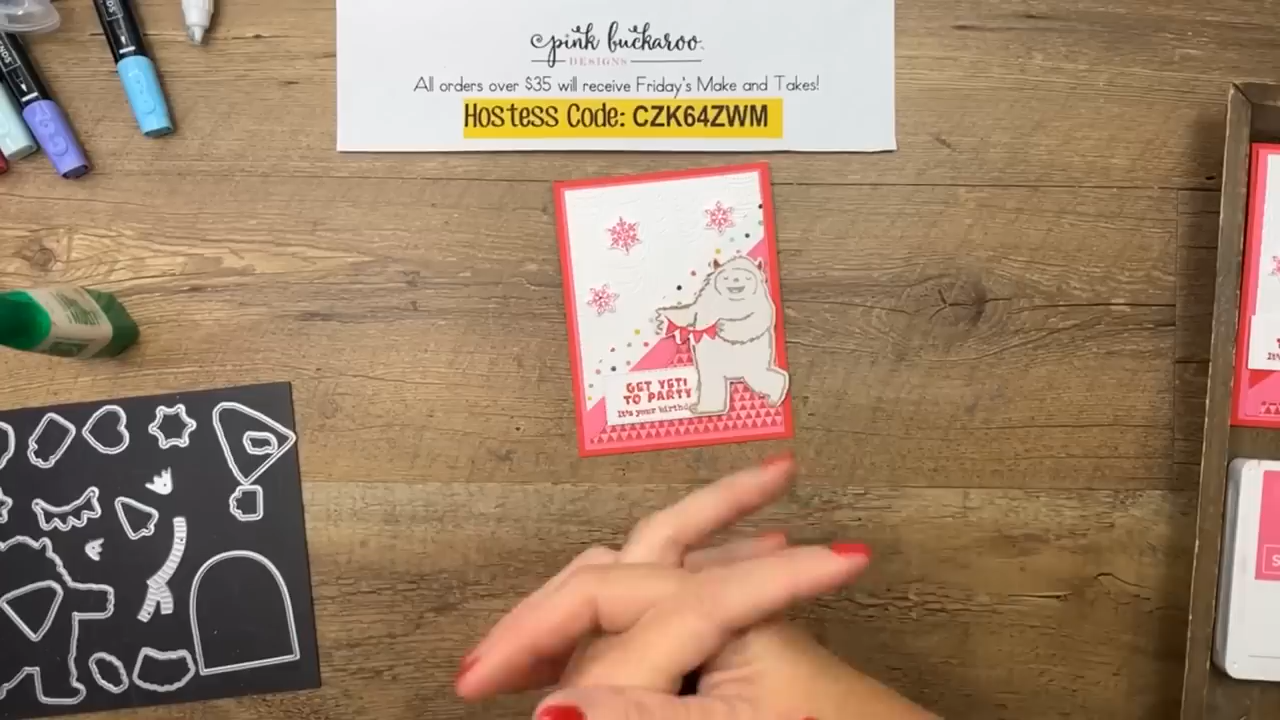 pink buckaroo
DESIGNS
All orders over $35 will receive Friday's Make and Takes!
Hostess Code: CZK64ZWM
GET YETI
TO PARTY
It's your